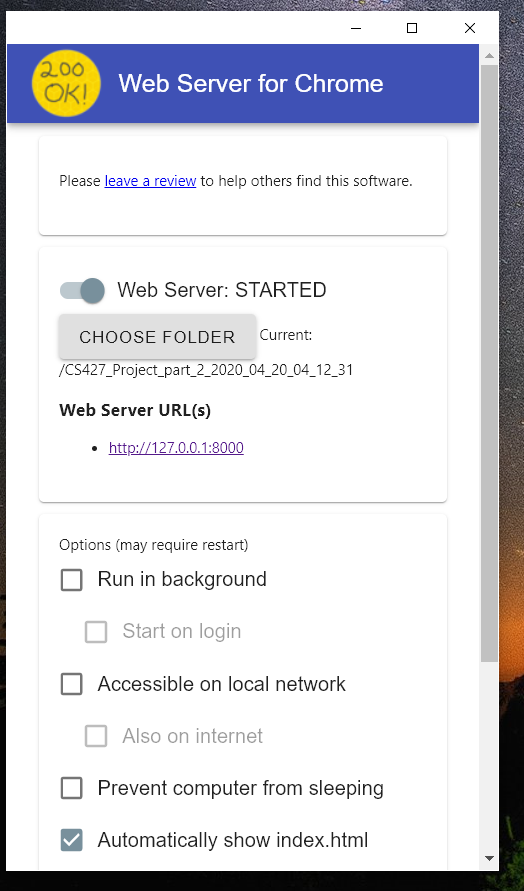 200
OK!
Web Server for Chrome
Please leave a review to help others find this software.
Web Server: STARTED
CHOOSE FOLDER Current:
/CS427_Project_part_2_2020_04_20_04_12_31
Web Server URL(s)
• http://127.0.0.1:8000
Options (may require restart)
Run in background
Start on login
Accessible on local network
Also on internet
Prevent computer from sleeping
Automatically show index.html